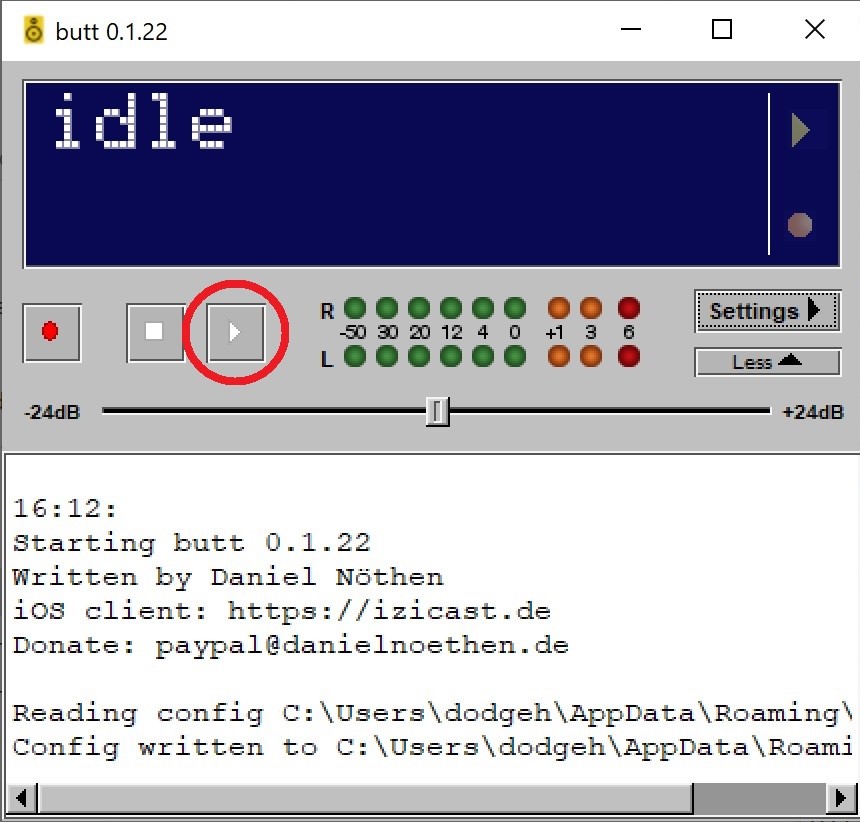 butt 0.1.22
idle
R
-50 30 20 12 4 0 +1 3 6
L
Settings
Less
-24dB
+24dB
16:12:
Starting butt 0.1.22
Written by Daniel Nöthen
iOS client: https://izicast.de
Donate: paypal@danielnoethen.de
Reading config C:\Users\dodgeh\AppData\Roaming\
Config written to C:\Users\dodgeh\AppData\Roami